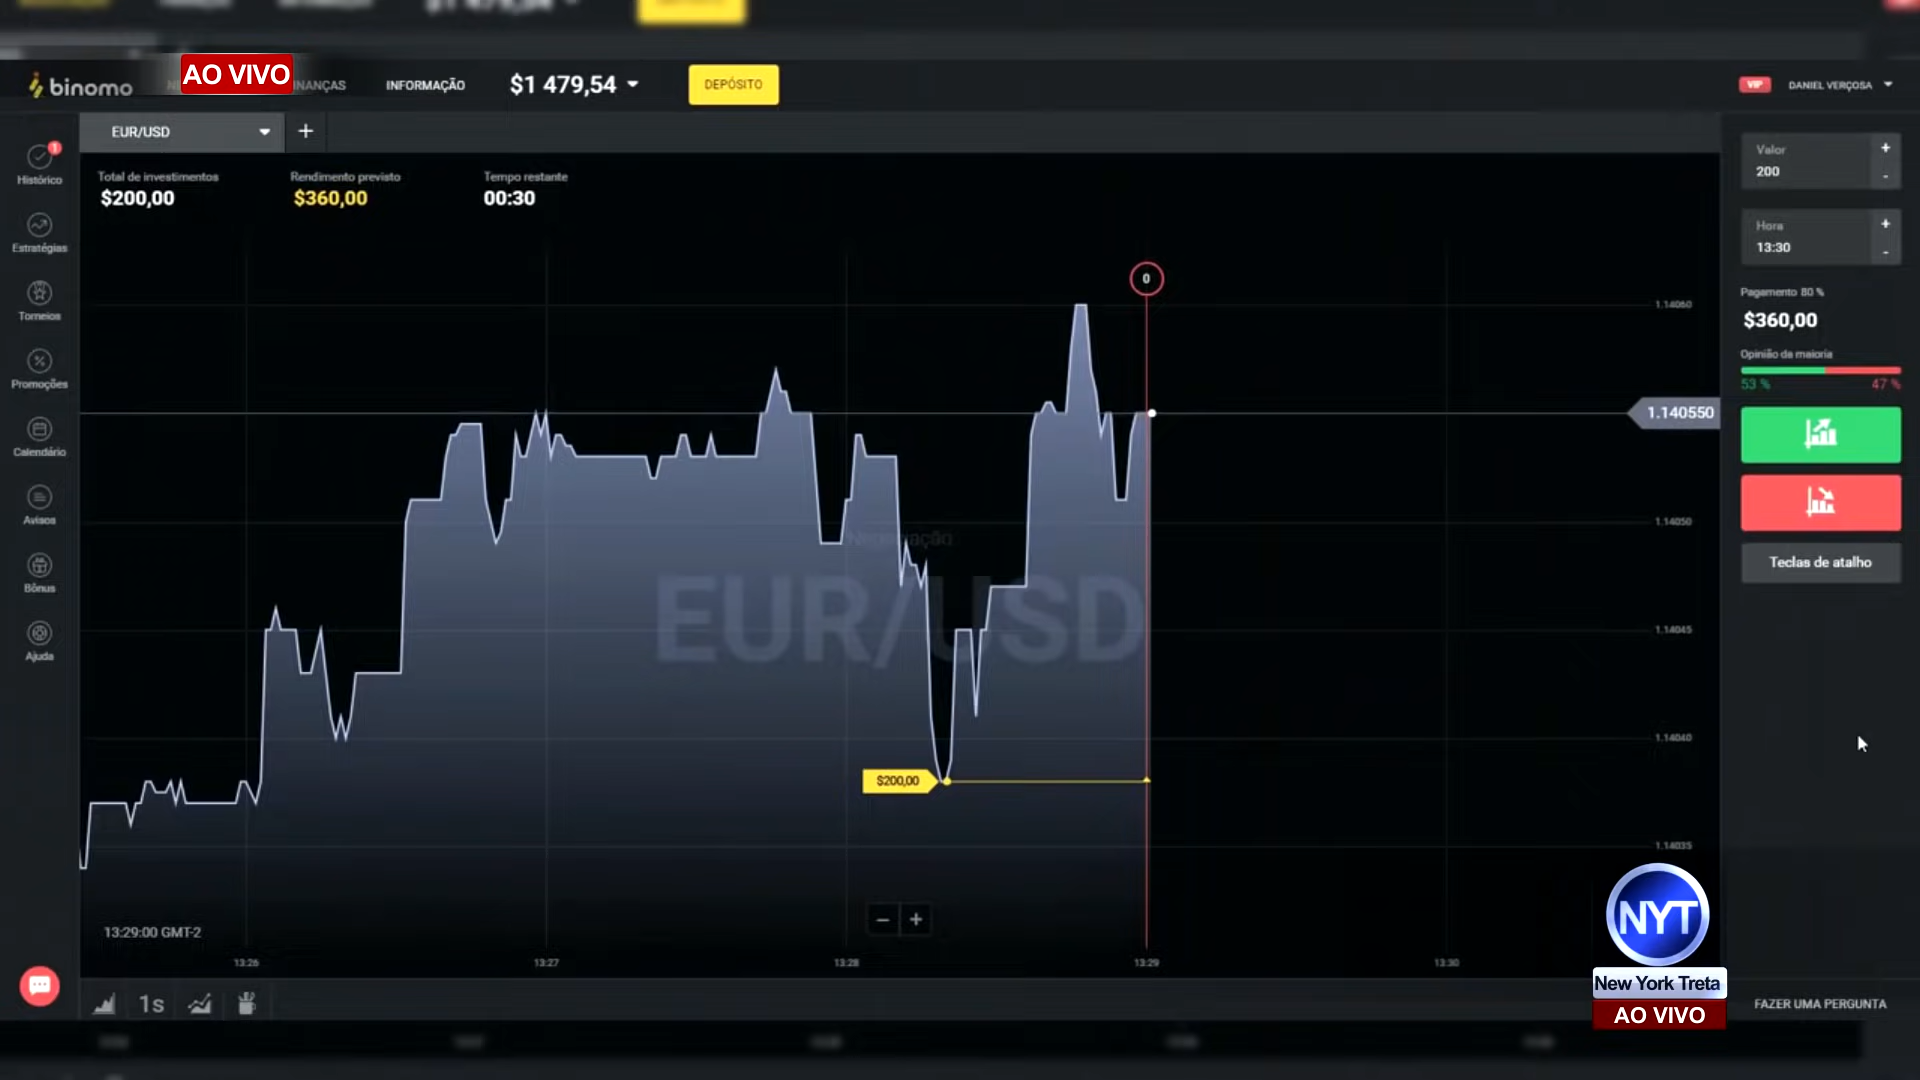 AO VIVO
binomo
INFORMAÇÃO
$1 479,54
DEPÓSITO
VIP
DANIEL VERÇOSA
EUR/USD
+
Histórico
1
Estratégias
Torneios
Promoções
Calendário
Avisos
Bônus
Ajuda
Total de investimentos
$200,00
Rendimento previsto
$360,00
Tempo restante
00:30
0
1.14060
1.140550
1.14050
1.14045
1.14040
1.14035
EUR/USD
$200,00
13:29:00 GMT-2
13:26
13:27
13:28
13:29
13:30
1s
Valor
200
Hora
13:30
Pagamento 80 %
$360,00
Opinião da maioria
53 %
47 %
Teclas de atalho
NYT
New York Treta
AO VIVO
FAZER UMA PERGUNTA